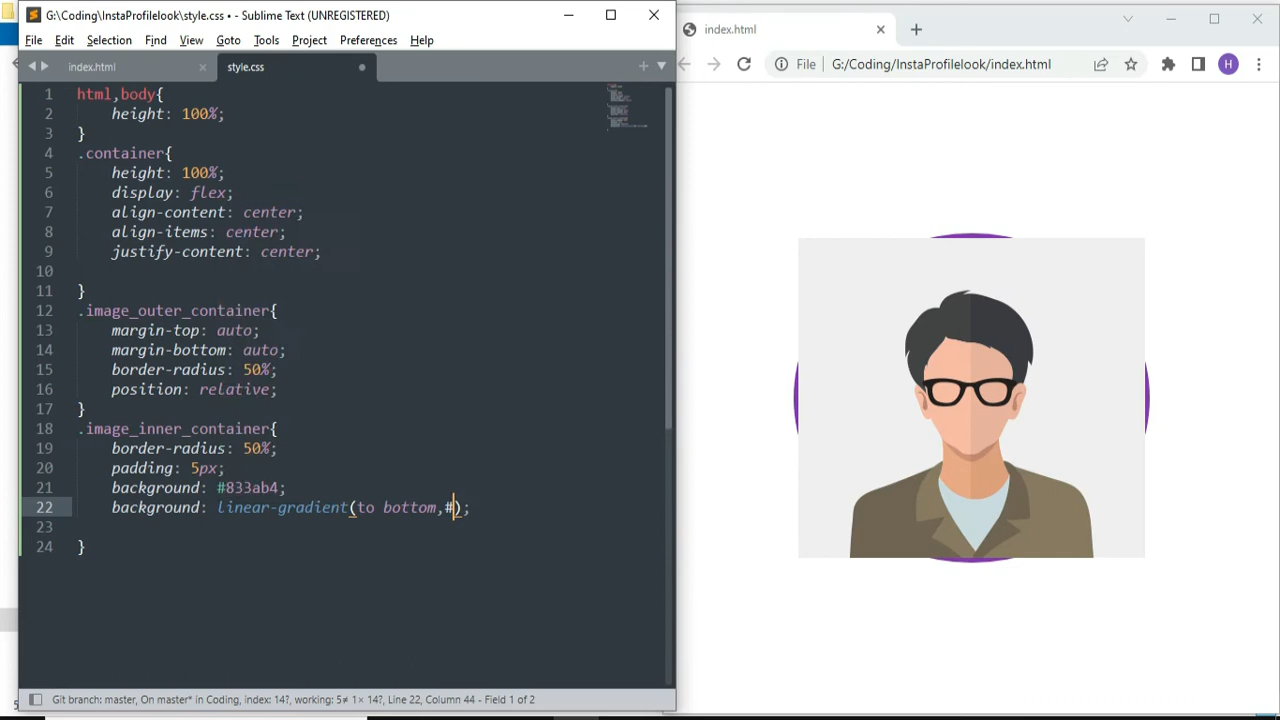 G:\Coding\InstaProfilelook\style.css • - Sublime Text (UNREGISTERED)
File Edit Selection Find View Goto Tools Project Preferences Help
index.html
style.css
1 html,body{
2 height: 100%;
3 }
4 .container{
5 height: 100%;
6 display: flex;
7 align-content: center;
8 align-items: center;
9 justify-content: center;
10
11 }
12 .image_outer_container{
13 margin-top: auto;
14 margin-bottom: auto;
15 border-radius: 50%;
16 position: relative;
17 }
18 .image_inner_container{
19 border-radius: 50%;
20 padding: 5px;
21 background: #833ab4;
22 background: linear-gradient(to bottom,#);
23
24 }
Git branch: master, On master* in Coding, index: 14?, working: 5≠ 1× 14?, Line 22, Column 44 - Field 1 of 2
index.html
File G:/Coding/InstaProfilelook/index.html
H